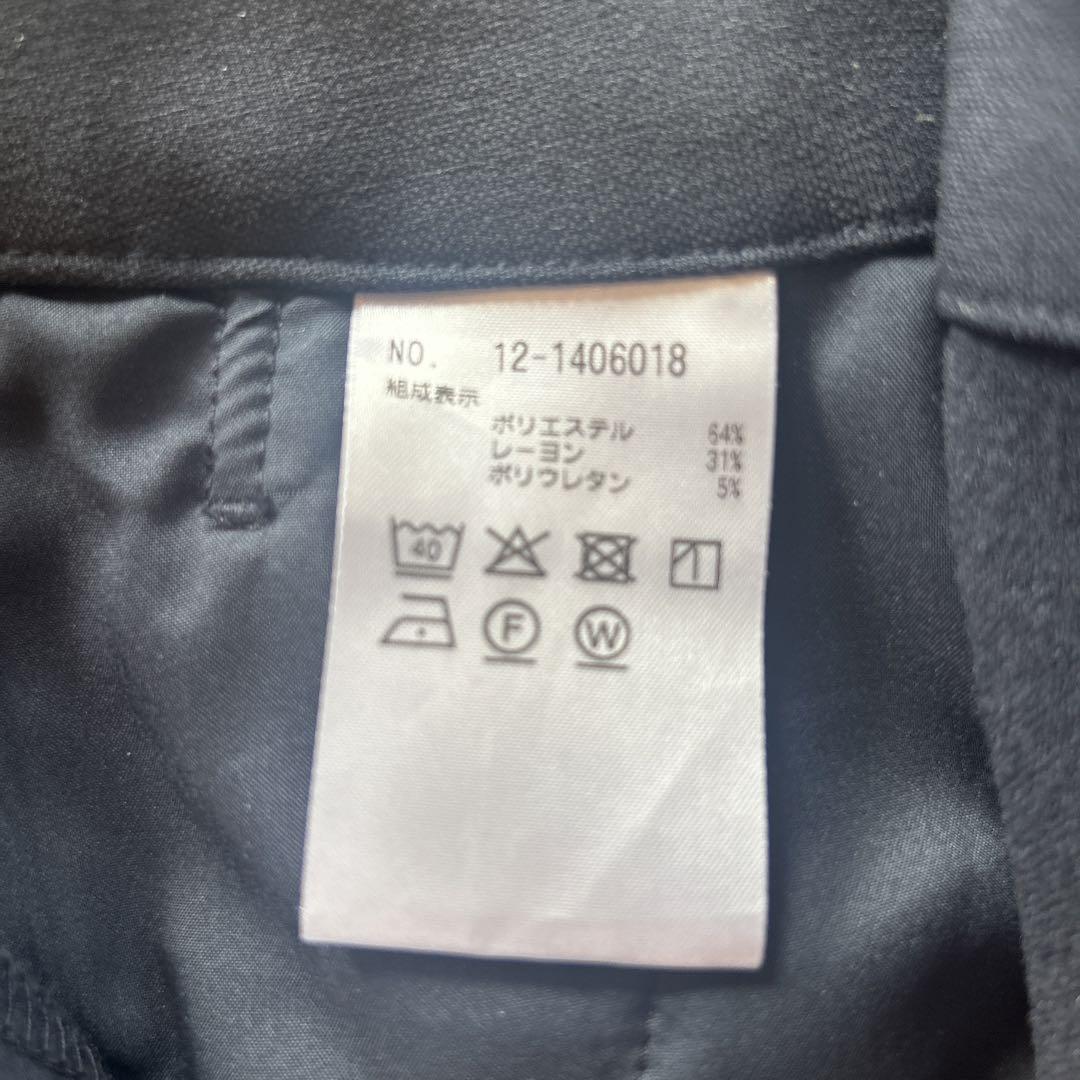 NO. 12-1406018
組成表示
ポリエステル 64%
レーヨン 31%
ポリウレタン 5%
40
F W